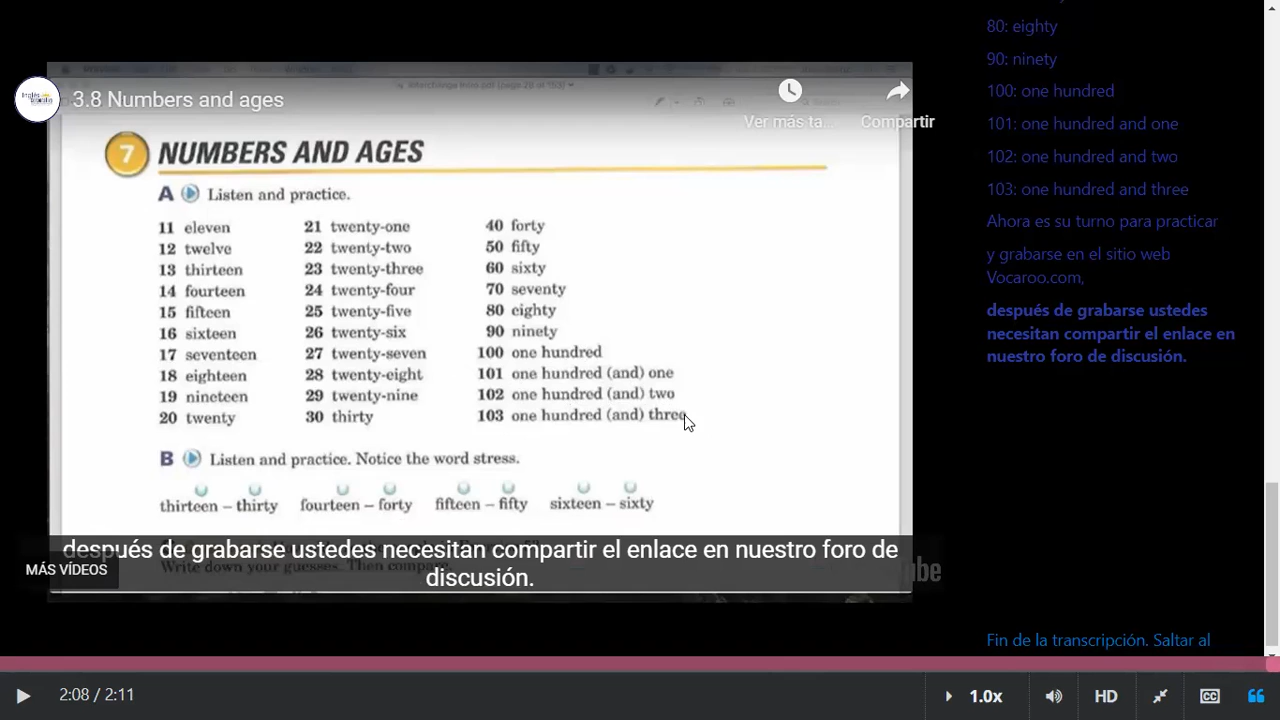 80: eighty
90: ninety
100: one hundred
101: one hundred and one
102: one hundred and two
103: one hundred and three
Ahora es su turno para practicar
y grabarse en el sitio web
Vocaroo.com,
después de grabarse ustedes
necesitan compartir el enlace en
nuestro foro de discusión.
Fin de la transcripción. Saltar al
3.8 Numbers and ages
Ver más ta...
Compartir
7 NUMBERS AND AGES
A Listen and practice.
11 eleven
12 twelve
13 thirteen
14 fourteen
15 fifteen
16 sixteen
17 seventeen
18 eighteen
19 nineteen
20 twenty
21 twenty-one
22 twenty-two
23 twenty-three
24 twenty-four
25 twenty-five
26 twenty-six
27 twenty-seven
28 twenty-eight
29 twenty-nine
30 thirty
40 forty
50 fifty
60 sixty
70 seventy
80 eighty
90 ninety
100 one hundred
101 one hundred (and) one
102 one hundred (and) two
103 one hundred (and) three
B Listen and practice. Notice the word stress.
thirteen – thirty
fourteen – forty
fifteen – fifty
sixteen – sixty
después de grabarse ustedes necesitan compartir el enlace en nuestro foro de
discusión.
Write down your guesses. Then compare.
MÁS VÍDEOS
2:08 / 2:11
1.0x
HD
CC